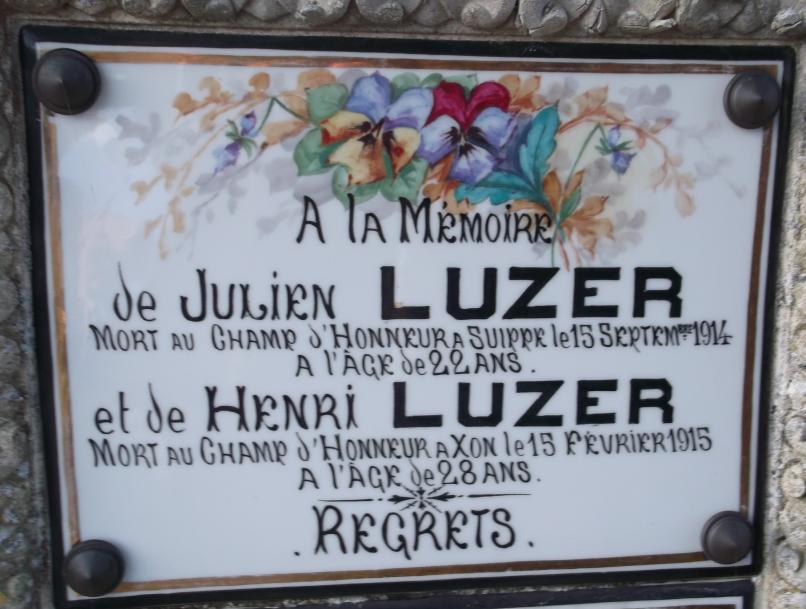 A la Mémoire
de Julien LUZER
Mort au Champ d'Honneur a Suippe le 15 Septembre 1914
A l'Âge de 22 ans.
et de Henri LUZER
Mort au Champ d'Honneur a Xon le 15 Février 1915
A l'Âge de 28 ans.
. Regrets .